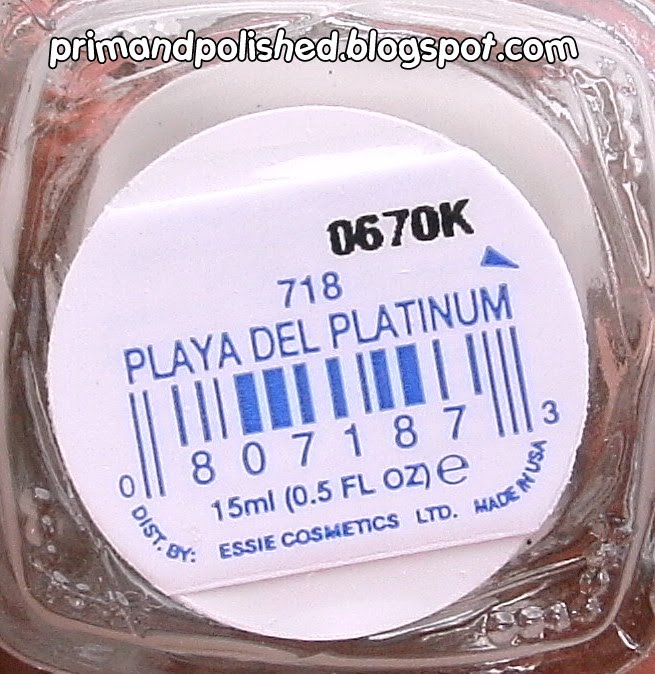 primandpolished.blogspot.com
0670K
718
PLAYA DEL PLATINUM
0 807187 3
15ml (0.5 FL OZ) e
DIST. BY: ESSIE COSMETICS LTD. MADE IN USA